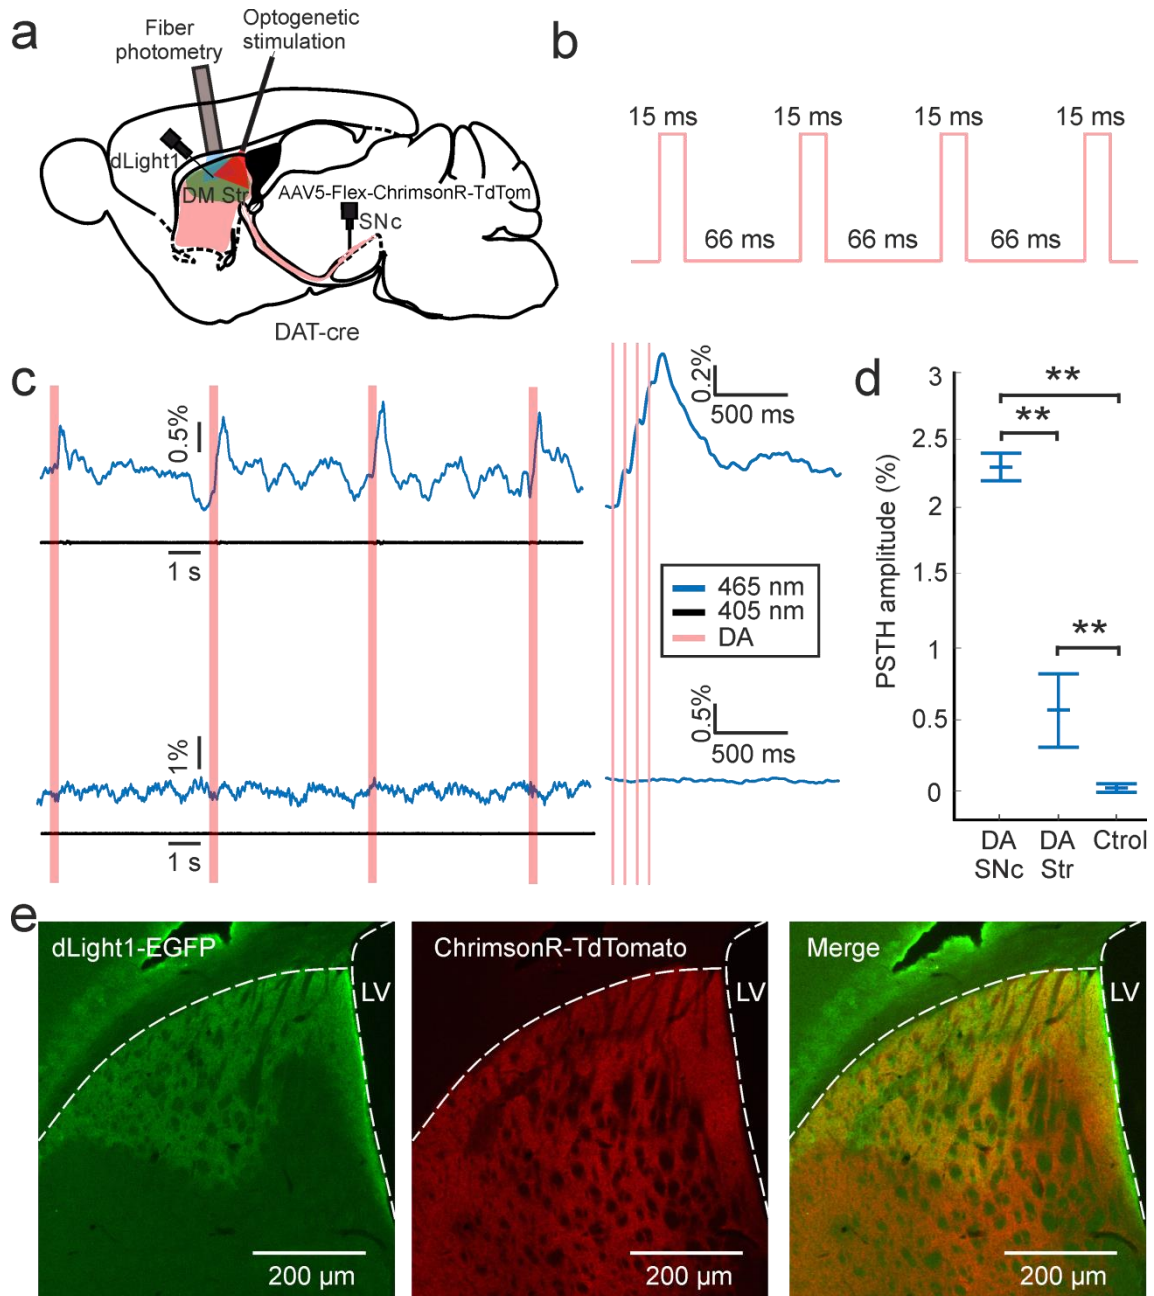 a
Fiber
photometry
Optogenetic
stimulation
dLight1
DM Str
AAV5-Flex-ChrimsonR-TdTom
SNc
DAT-cre
b
15 ms 15 ms 15 ms 15 ms
66 ms 66 ms 66 ms
c
0.5%
1 s
1%
1 s
0.2%
500 ms
465 nm
405 nm
DA
0.5%
500 ms
d
PSTH amplitude (%)
3
2.5
2
1.5
1
0.5
0
**
**
**
DA
SNc
DA
Str
Ctrol
e
dLight1-EGFP
LV
200 µm
ChrimsonR-TdTomato
LV
200 µm
Merge
LV
200 µm